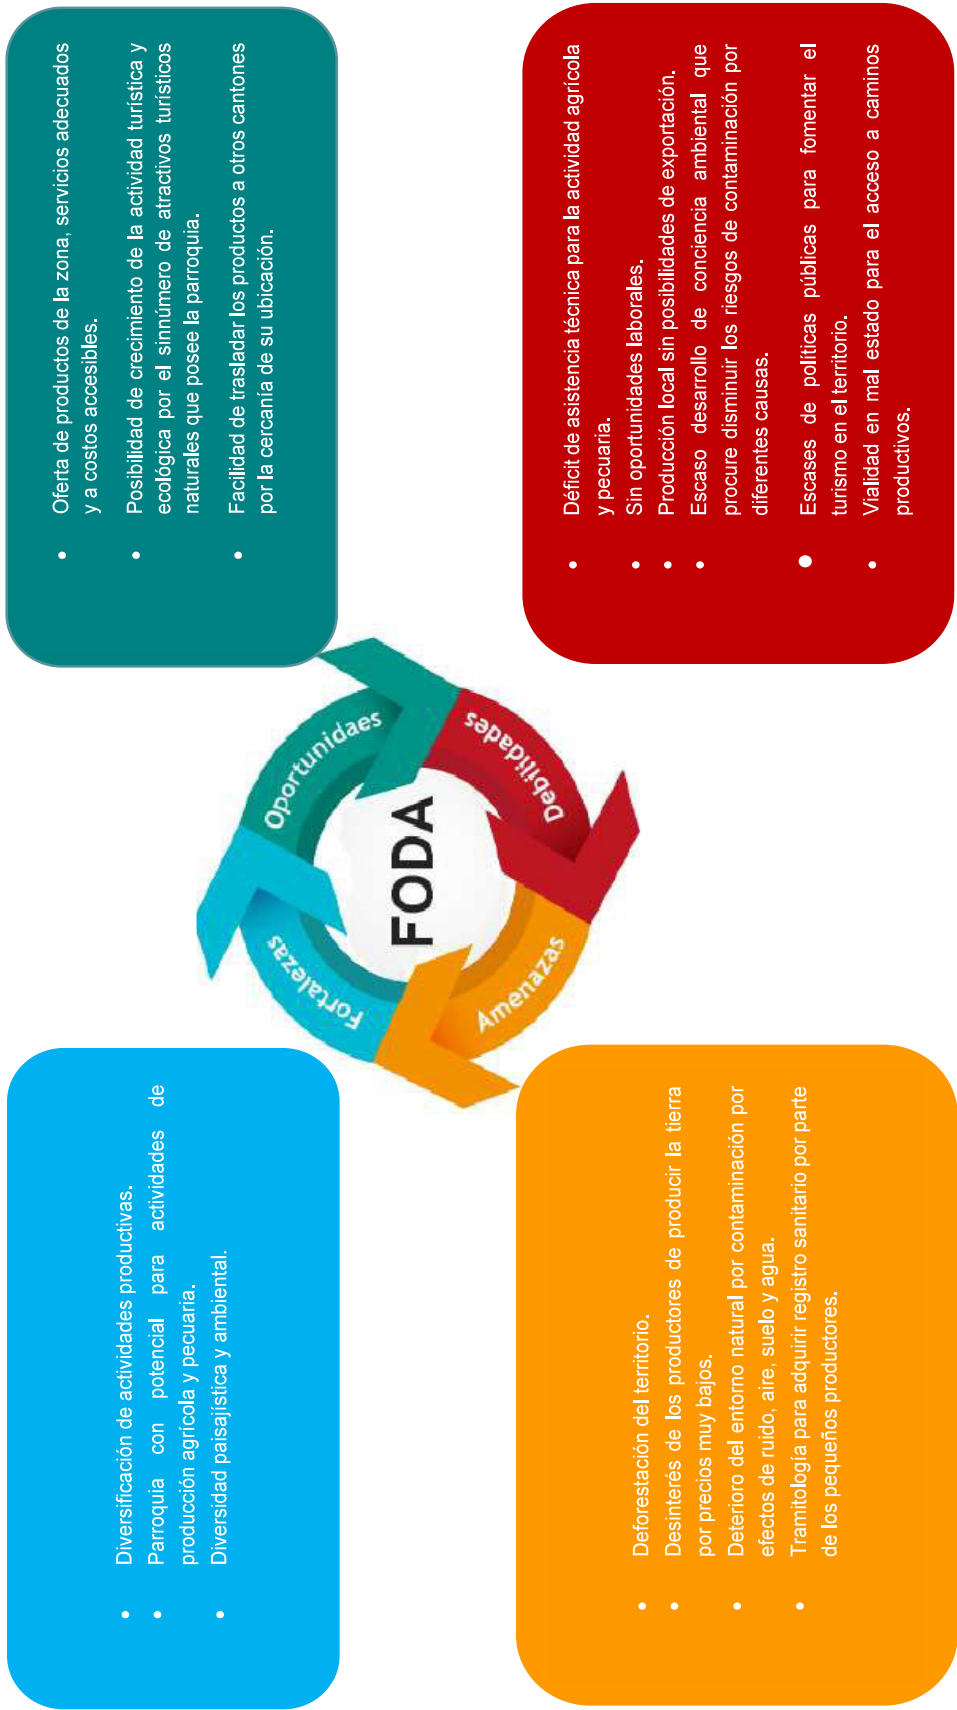 Diversificación de actividades productivas.
Parroquia con potencial para actividades de
producción agrícola y pecuaria.
Diversidad paisajística y ambiental.
Oferta de productos de la zona, servicios adecuados
y a costos accesibles.
Posibilidad de crecimiento de la actividad turística y
ecológica por el sinnúmero de atractivos turísticos
naturales que posee la parroquia.
Facilidad de trasladar los productos a otros cantones
por la cercanía de su ubicación.
Fortalezas
Oportunidaes
FODA
Amenazas
Debilidades
Deforestación del territorio.
Desinterés de los productores de producir la tierra
por precios muy bajos.
Deterioro del entorno natural por contaminación por
efectos de ruido, aire, suelo y agua.
Tramitología para adquirir registro sanitario por parte
de los pequeños productores.
Déficit de asistencia técnica para la actividad agrícola
y pecuaria.
Sin oportunidades laborales.
Producción local sin posibilidades de exportación.
Escaso desarrollo de conciencia ambiental que
procure disminuir los riesgos de contaminación por
diferentes causas.
Escases de políticas públicas para fomentar el
turismo en el territorio.
Vialidad en mal estado para el acceso a caminos
productivos.